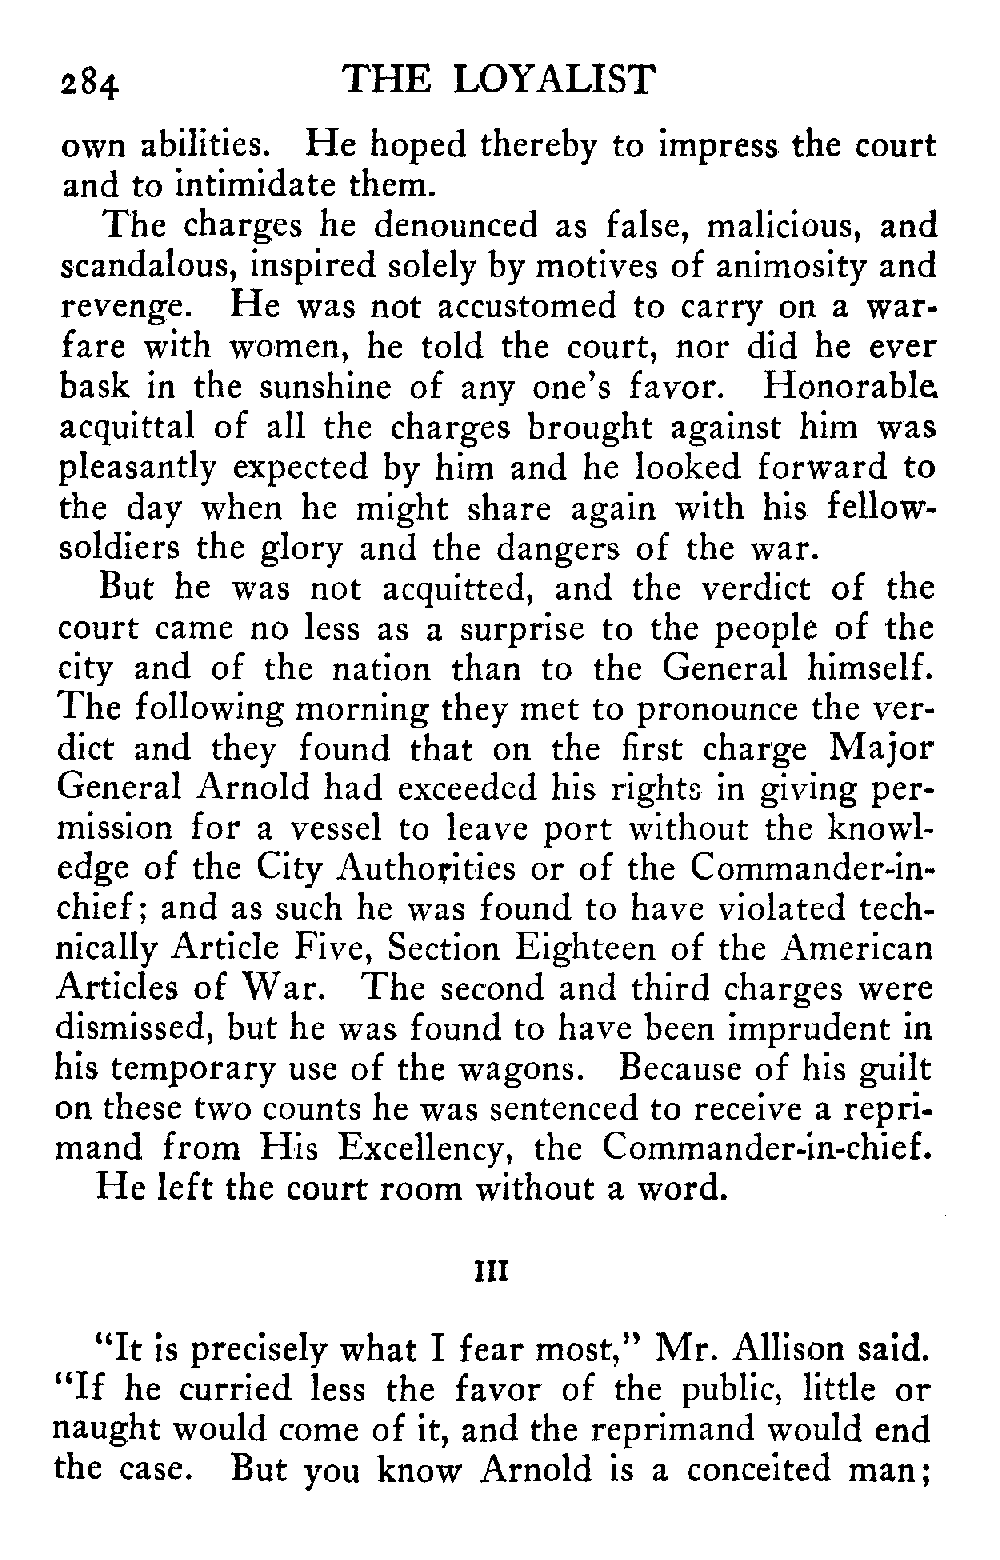 284 THE LOYALIST
own abilities. He hoped thereby to impress the court
and to intimidate them.
The charges he denounced as false, malicious, and
scandalous, inspired solely by motives of animosity and
revenge. He was not accustomed to carry on a war-
fare with women, he told the court, nor did he ever
bask in the sunshine of any one's favor. Honorable
acquittal of all the charges brought against him was
pleasantly expected by him and he looked forward to
the day when he might share again with his fellow-
soldiers the glory and the dangers of the war.
But he was not acquitted, and the verdict of the
court came no less as a surprise to the people of the
city and of the nation than to the General himself.
The following morning they met to pronounce the ver-
dict and they found that on the first charge Major
General Arnold had exceeded his rights in giving per-
mission for a vessel to leave port without the knowl-
edge of the City Authorities or of the Commander-in-
chief; and as such he was found to have violated tech-
nically Article Five, Section Eighteen of the American
Articles of War. The second and third charges were
dismissed, but he was found to have been imprudent in
his temporary use of the wagons. Because of his guilt
on these two counts he was sentenced to receive a repri-
mand from His Excellency, the Commander-in-chief.
He left the court room without a word.
III
"It is precisely what I fear most," Mr. Allison said.
"If he curried less the favor of the public, little or
naught would come of it, and the reprimand would end
the case. But you know Arnold is a conceited man;